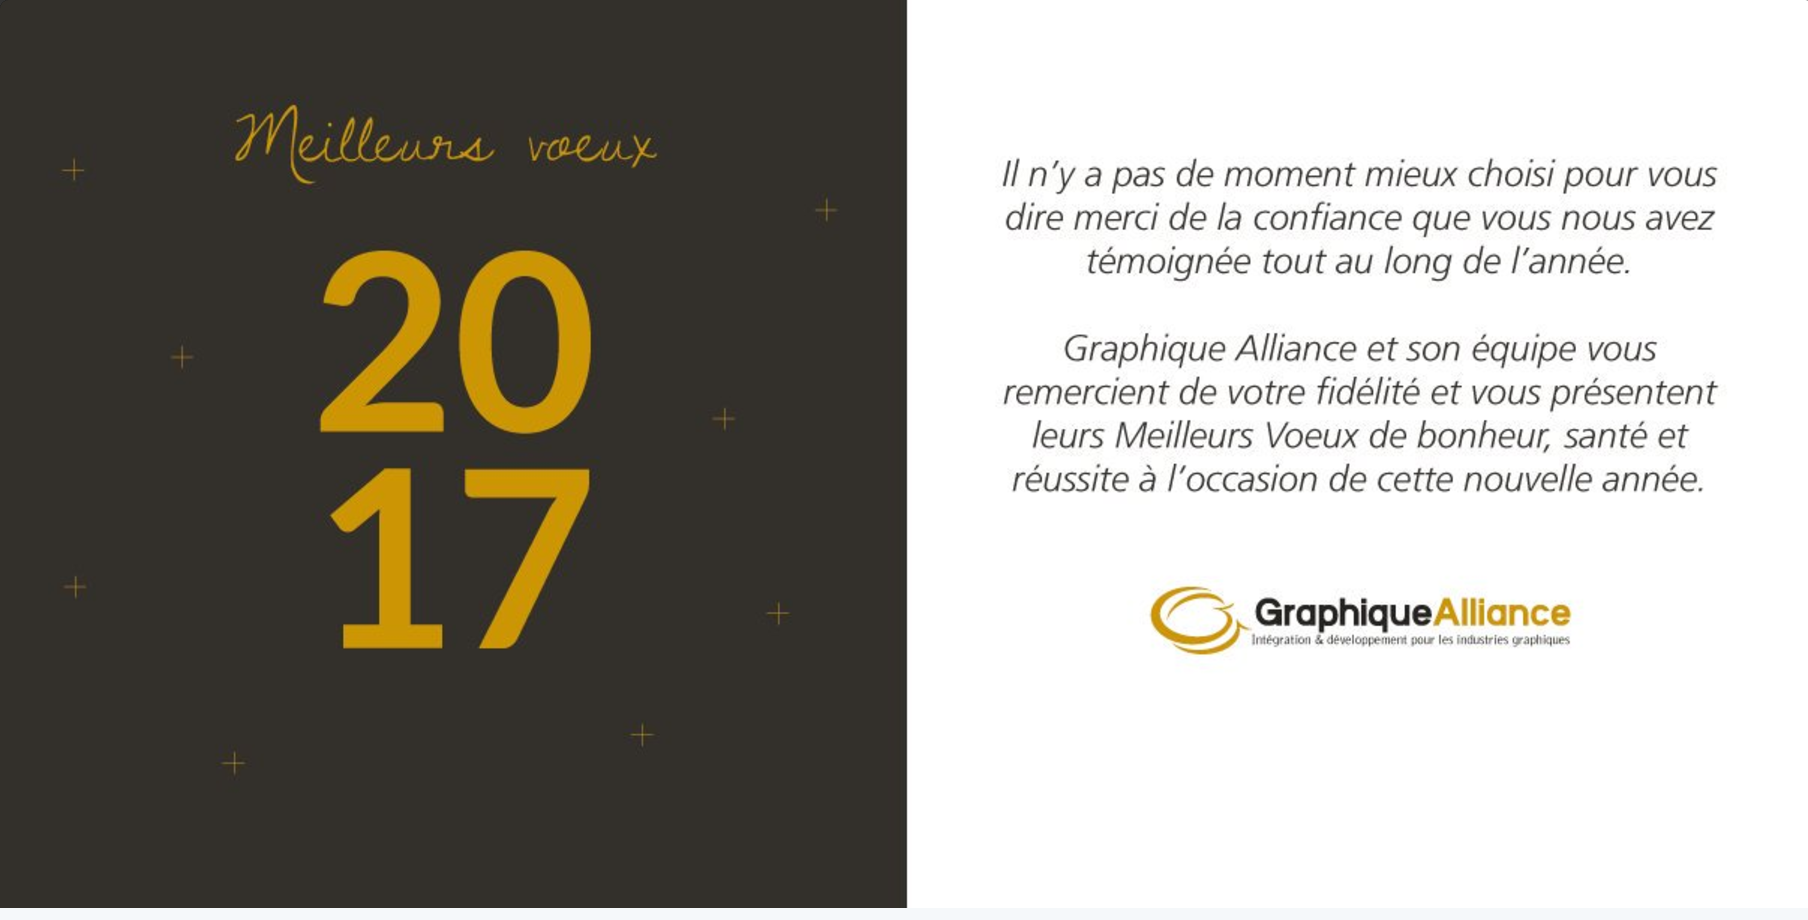 Meilleurs voeux
20
17
Il n’y a pas de moment mieux choisi pour vous
dire merci de la confiance que vous nous avez
témoignée tout au long de l’année.
Graphique Alliance et son équipe vous
remercient de votre fidélité et vous présentent
leurs Meilleurs Voeux de bonheur, santé et
réussite à l’occasion de cette nouvelle année.
GraphiqueAlliance
Intégration & développement pour les industries graphiques